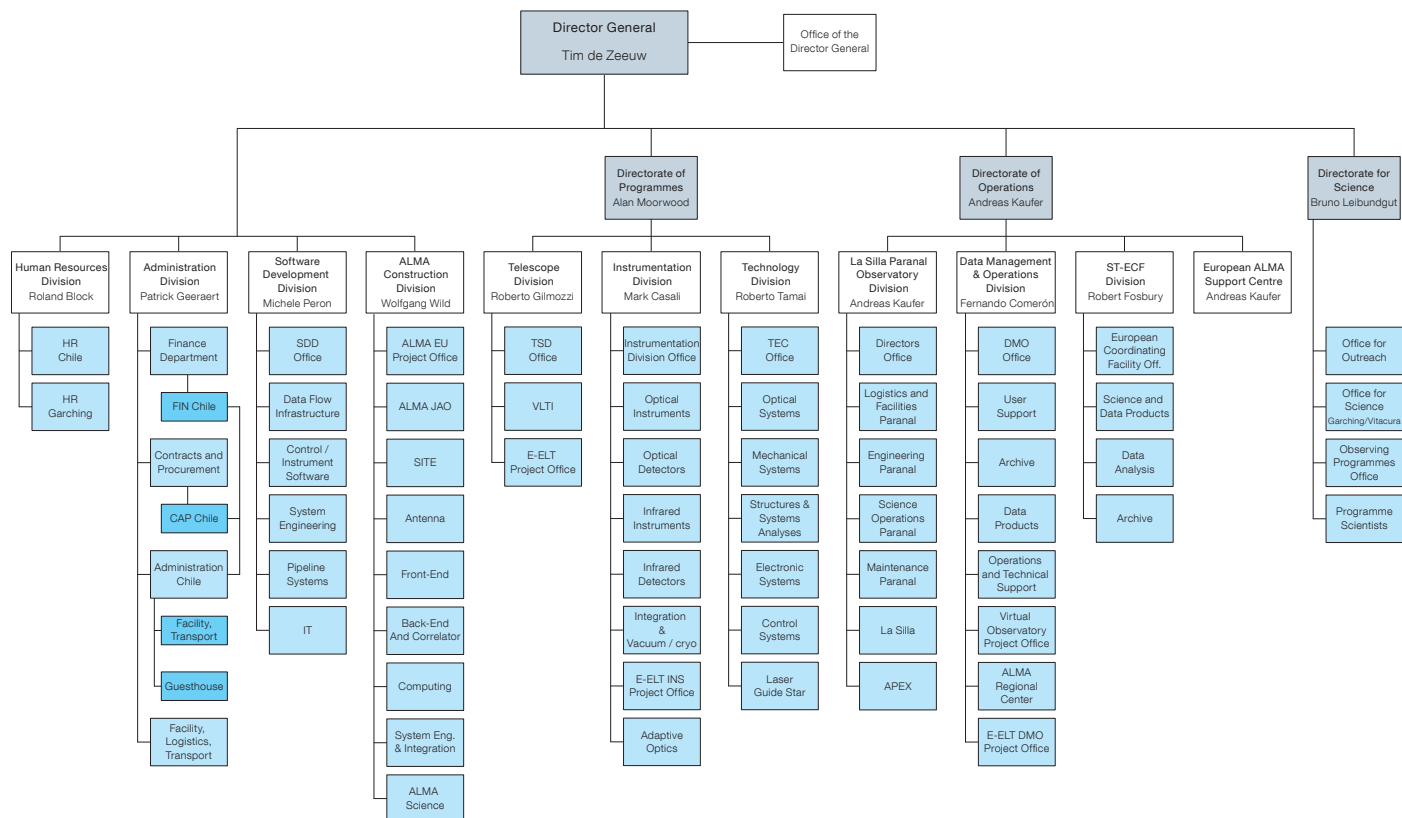 Director General
Tim de Zeeuw
Office of the
Director General
Directorate of
Programmes
Alan Moorwood
Directorate of
Operations
Andreas Kaufer
Directorate for
Science
Bruno Leibundgut
Human Resources
Division
Roland Block
Administration
Division
Patrick Geeraert
Software
Development
Division
Michele Peron
ALMA
Construction
Division
Wolfgang Wild
Telescope
Division
Roberto Gilmozzi
Instrumentation
Division
Mark Casali
Technology
Division
Roberto Tamai
La Silla Paranal
Observatory
Division
Andreas Kaufer
Data Management
& Operations
Division
Fernando Comerón
ST-ECF
Division
Robert Fosbury
European ALMA
Support Centre
Andreas Kaufer
HR
Chile
HR
Garching
Finance
Department
FIN Chile
Contracts and
Procurement
CAP Chile
Administration
Chile
Facility,
Transport
Guesthouse
Facility,
Logistics,
Transport
SDD
Office
Data Flow
Infrastructure
Control /
Instrument
Software
System
Engineering
Pipeline
Systems
IT
ALMA EU
Project Office
ALMA JAO
SITE
Antenna
Front-End
Back-End
And Correlator
Computing
System Eng.
& Integration
ALMA
Science
TSD
Office
VLTI
E-ELT
Project Office
Instrumentation
Division Office
Optical
Instruments
Optical
Detectors
Infrared
Instruments
Infrared
Detectors
Integration
&
Vacuum / cryo
E-ELT INS
Project Office
Adaptive
Optics
TEC
Office
Optical
Systems
Mechanical
Systems
Structures &
Systems
Analyses
Electronic
Systems
Control
Systems
Laser
Guide Star
Directors
Office
Logistics and
Facilities
Paranal
Engineering
Paranal
Science
Operations
Paranal
Maintenance
Paranal
La Silla
APEX
DMO
Office
User
Support
Archive
Data
Products
Operations
and Technical
Support
Virtual
Observatory
Project Office
ALMA
Regional
Center
E-ELT DMO
Project Office
European
Coordinating
Facility Off.
Science and
Data Products
Data
Analysis
Archive
Office for
Outreach
Office for
Science
Garching/Vitacura
Observing
Programmes
Office
Programme
Scientists